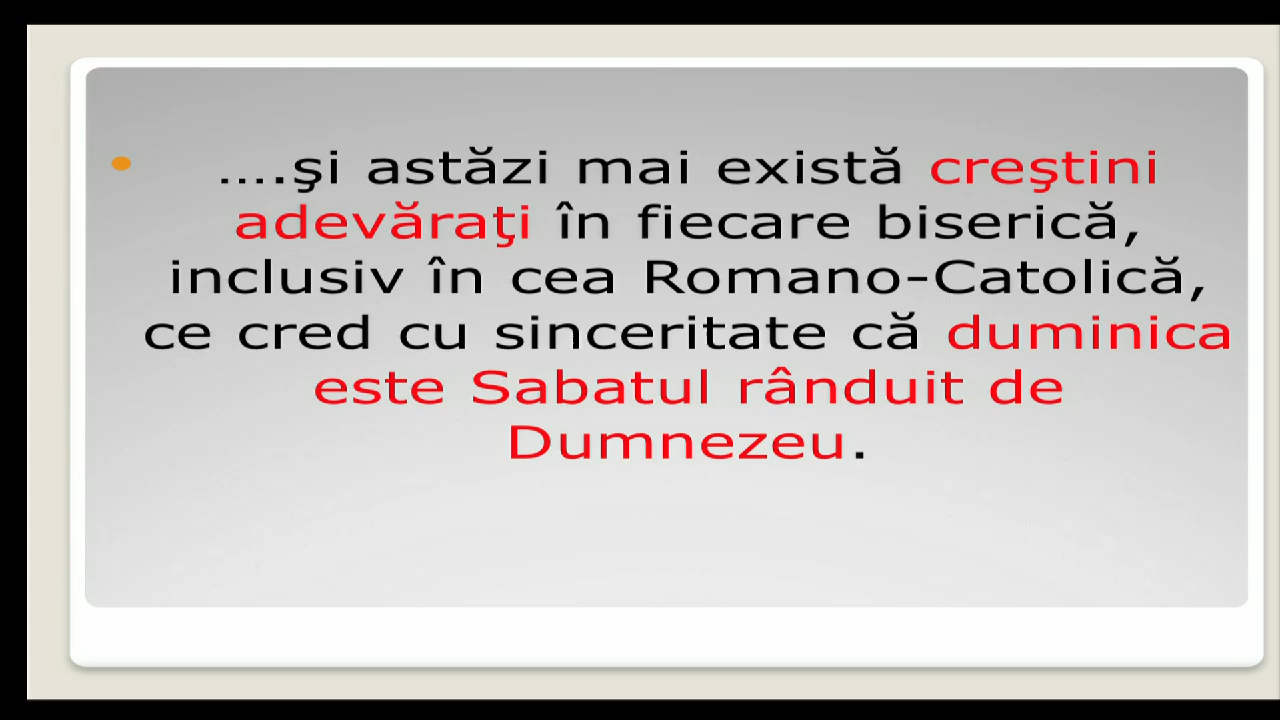 • ....şi astăzi mai există creştini
adevăraţi în fiecare biserică,
inclusiv în cea Romano-Catolică,
ce cred cu sinceritate că duminica
este Sabatul rânduit de
Dumnezeu.